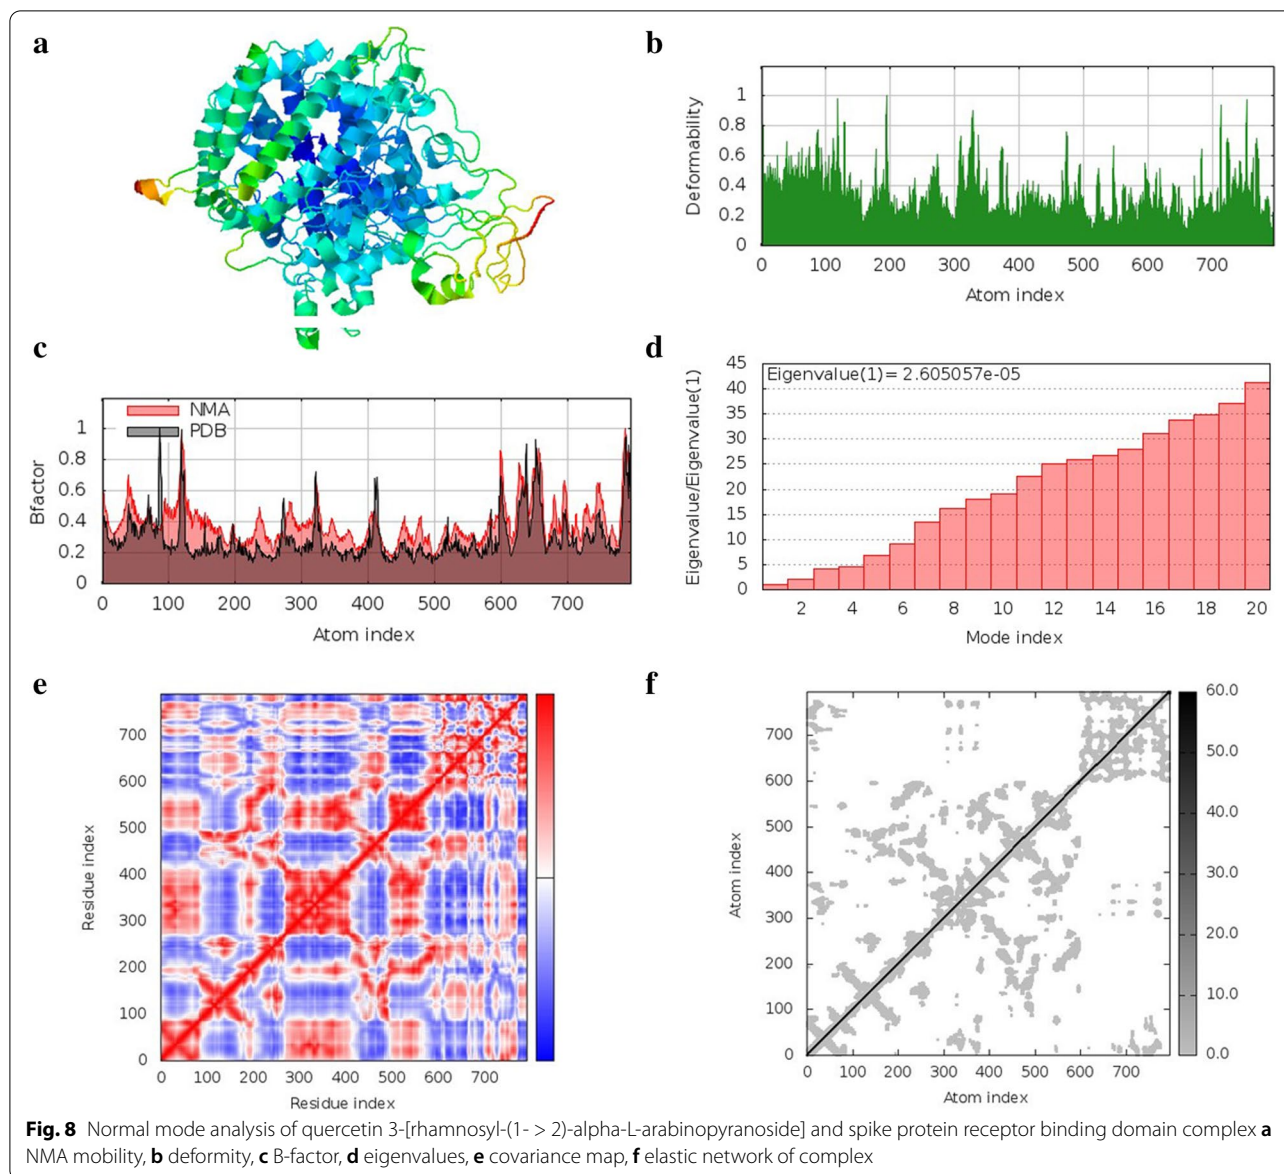 a
b
1
0.8
0.6
0.4
0.2
0
Deformability
0 100 200 300 400 500 600 700
Atom index
c
NMA
PDB
1
0.8
0.6
0.4
0.2
0
Bfactor
0 100 200 300 400 500 600 700
Atom index
d
Eigenvalue(1)= 2.605057e-05
45
40
35
30
25
20
15
10
5
0
Eigenvalue/Eigenvalue(1)
2 4 6 8 10 12 14 16 18 20
Mode index
e
700
600
500
400
300
200
100
0
Residue index
0 100 200 300 400 500 600 700
Residue index
f
700
600
500
400
300
200
100
0
Atom index
0 100 200 300 400 500 600 700
Atom index
60.0
50.0
40.0
30.0
20.0
10.0
0.0
Fig. 8 Normal mode analysis of quercetin 3-[rhamnosyl-(1- > 2)-alpha-L-arabinopyranoside] and spike protein receptor binding domain complex a
NMA mobility, b deformity, c B-factor, d eigenvalues, e covariance map, f elastic network of complex